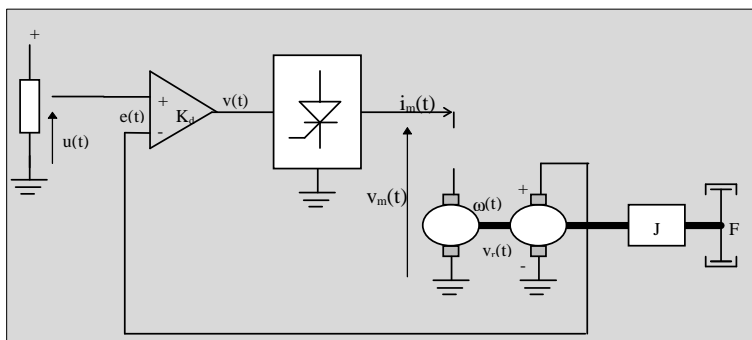 +
u(t)
e(t)
+
-
K_d
v(t)
i_m(t)
v_m(t)
ω(t)
+
v_r(t)
-
J
F